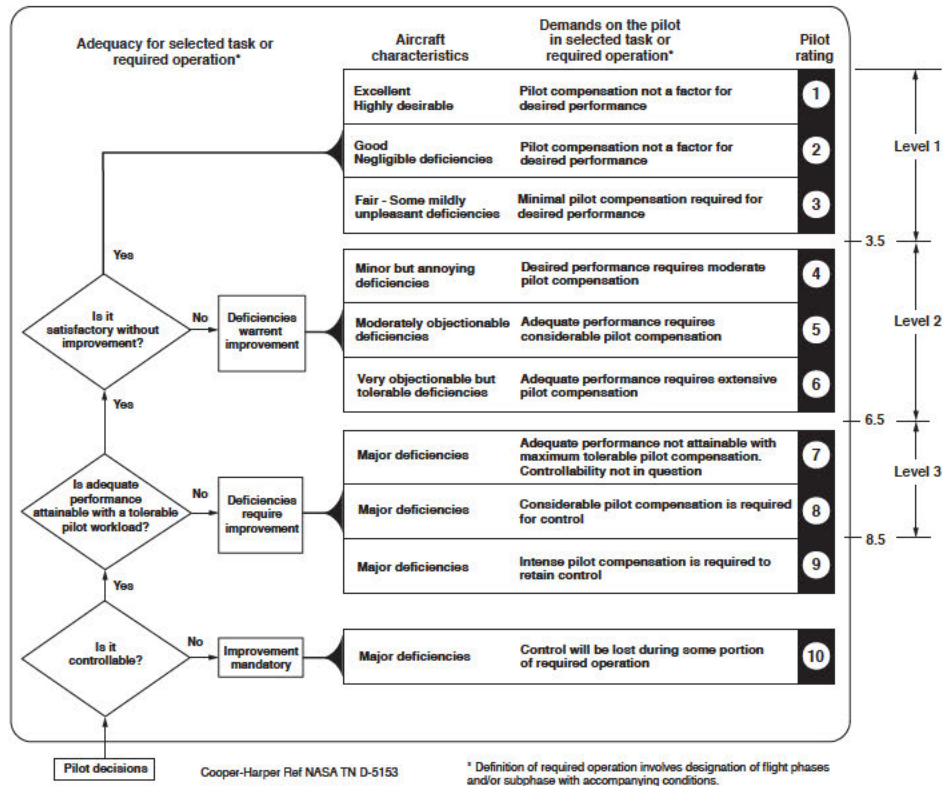 Adequacy for selected task or
required operation*
Aircraft
characteristics
Demands on the pilot
in selected task or
required operation*
Pilot
rating
Excellent
Highly desirable
Pilot compensation not a factor for
desired performance
1
Good
Negligible deficiencies
Pilot compensation not a factor for
desired performance
2
Fair - Some mildly
unpleasant deficiencies
Minimal pilot compensation required for
desired performance
3
Level 1
3.5
Yes
Is it
satisfactory without
improvement?
No
Deficiencies
warrent
improvement
Minor but annoying
deficiencies
Desired performance requires moderate
pilot compensation
4
Moderately objectionable
deficiencies
Adequate performance requires
considerable pilot compensation
5
Very objectionable but
tolerable deficiencies
Adequate performance requires extensive
pilot compensation
6
Level 2
6.5
Yes
Is adequate
performance
attainable with a tolerable
pilot workload?
No
Deficiencies
require
improvement
Major deficiencies
Adequate performance not attainable with
maximum tolerable pilot compensation.
Controllability not in question
7
Major deficiencies
Considerable pilot compensation is required
for control
8
Level 3
8.5
Major deficiencies
Intense pilot compensation is required to
retain control
9
Yes
Is it
controllable?
No
Improvement
mandatory
Major deficiencies
Control will be lost during some portion
of required operation
10
Pilot decisions
Cooper-Harper Ref NASA TN D-5153
* Definition of required operation involves designation of flight phases
and/or subphase with accompanying conditions.